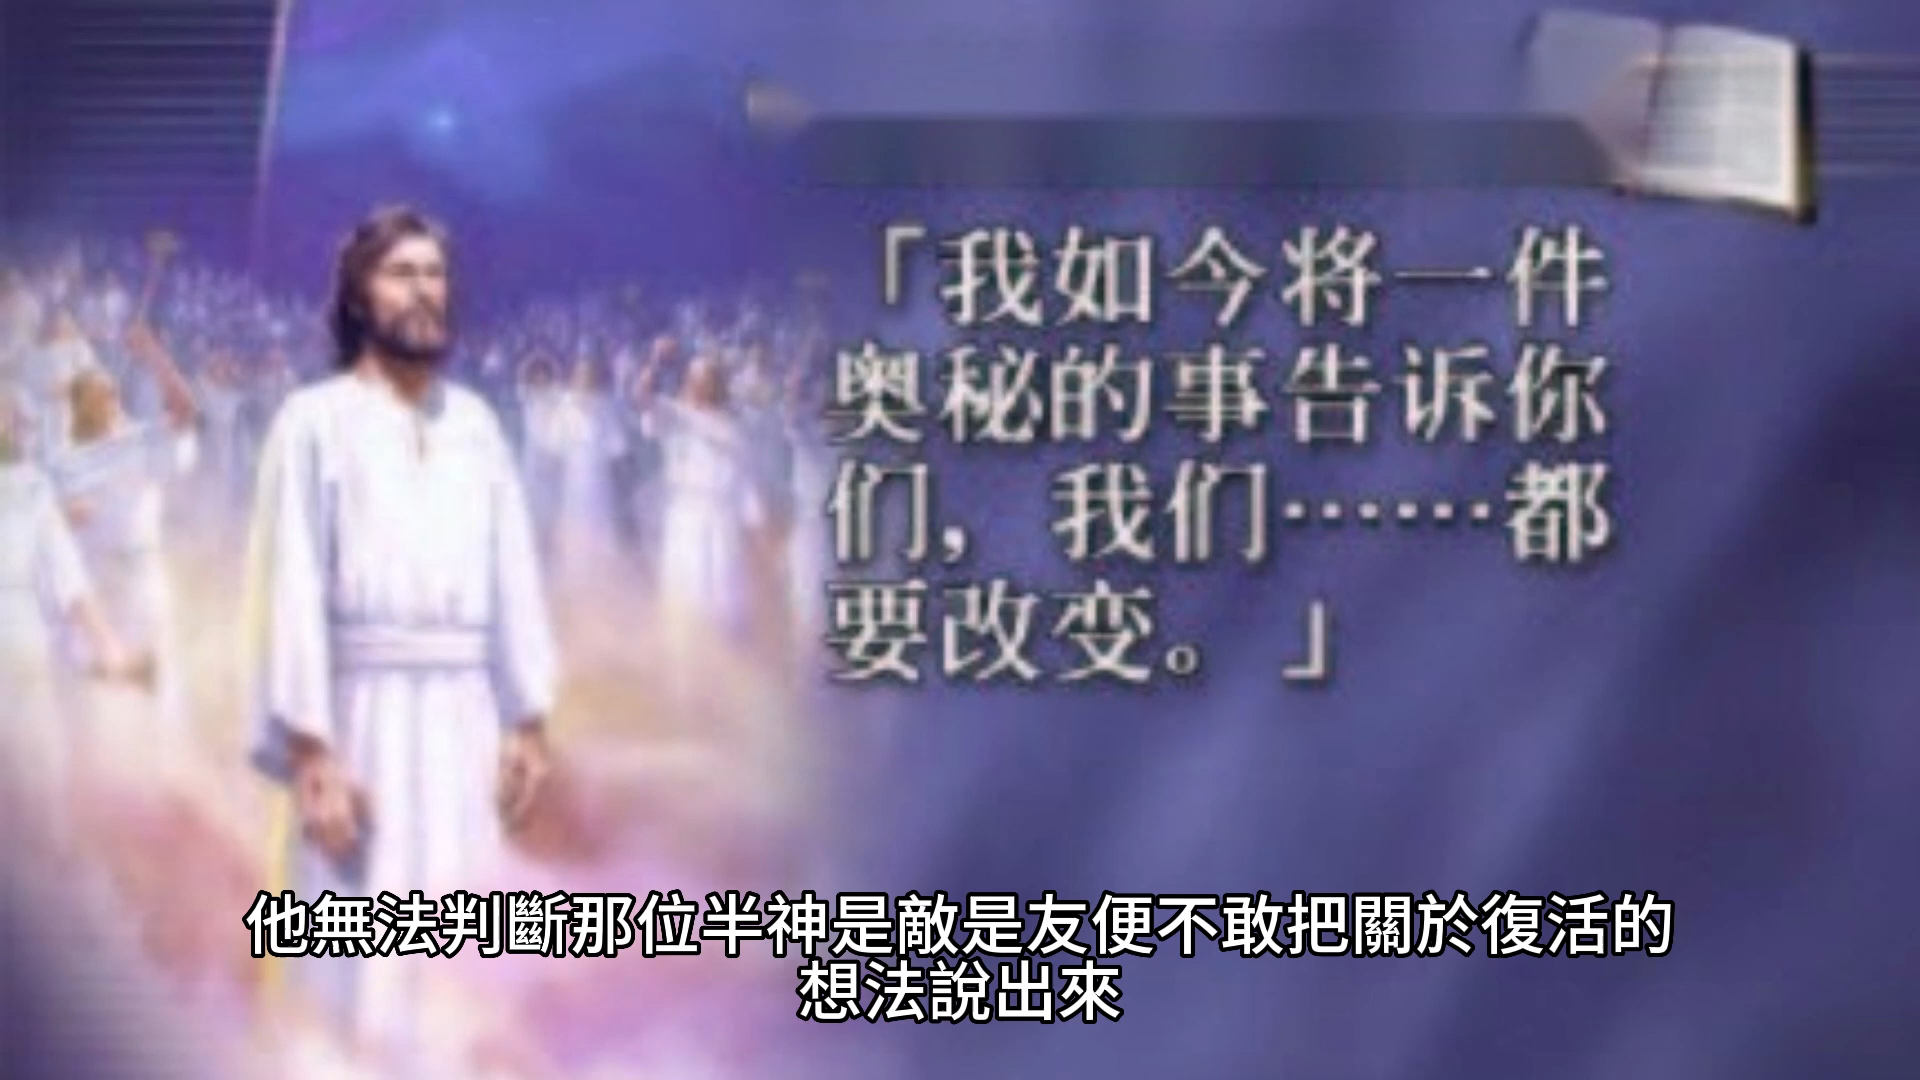 「我如今将一件
奥秘的事告诉你
们，我们……都
要改变。」
他無法判斷那位半神是敵是友便不敢把關於復活的
想法說出來